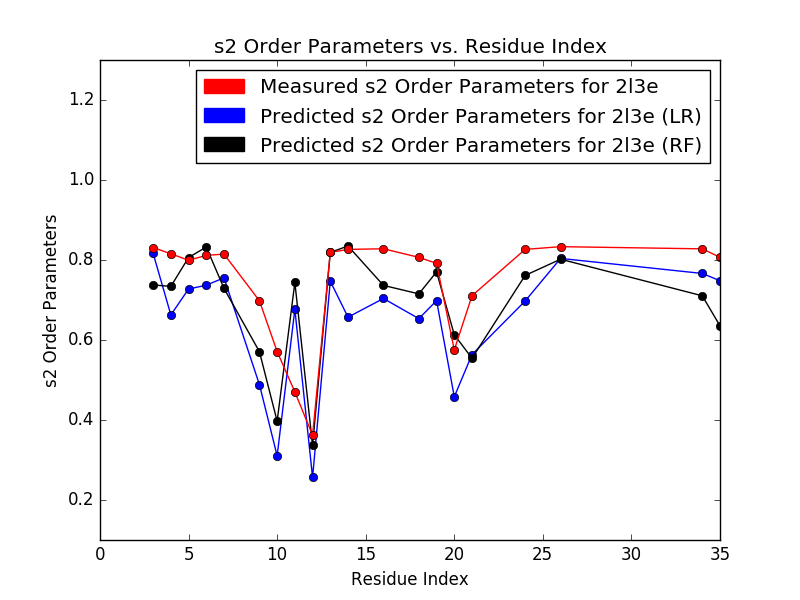 s2 Order Parameters vs. Residue Index
Measured s2 Order Parameters for 2l3e
Predicted s2 Order Parameters for 2l3e (LR)
Predicted s2 Order Parameters for 2l3e (RF)
s2 Order Parameters
1.2
1.0
0.8
0.6
0.4
0.2
0 5 10 15 20 25 30 35
Residue Index